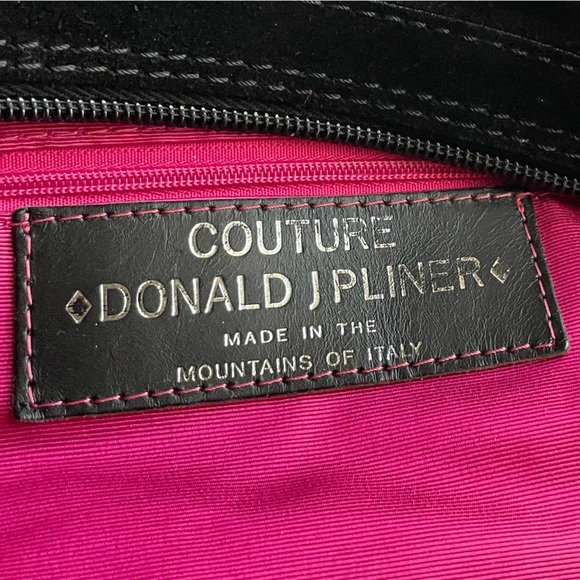 COUTURE
DONALD J PLINER
MADE IN THE
MOUNTAINS OF ITALY